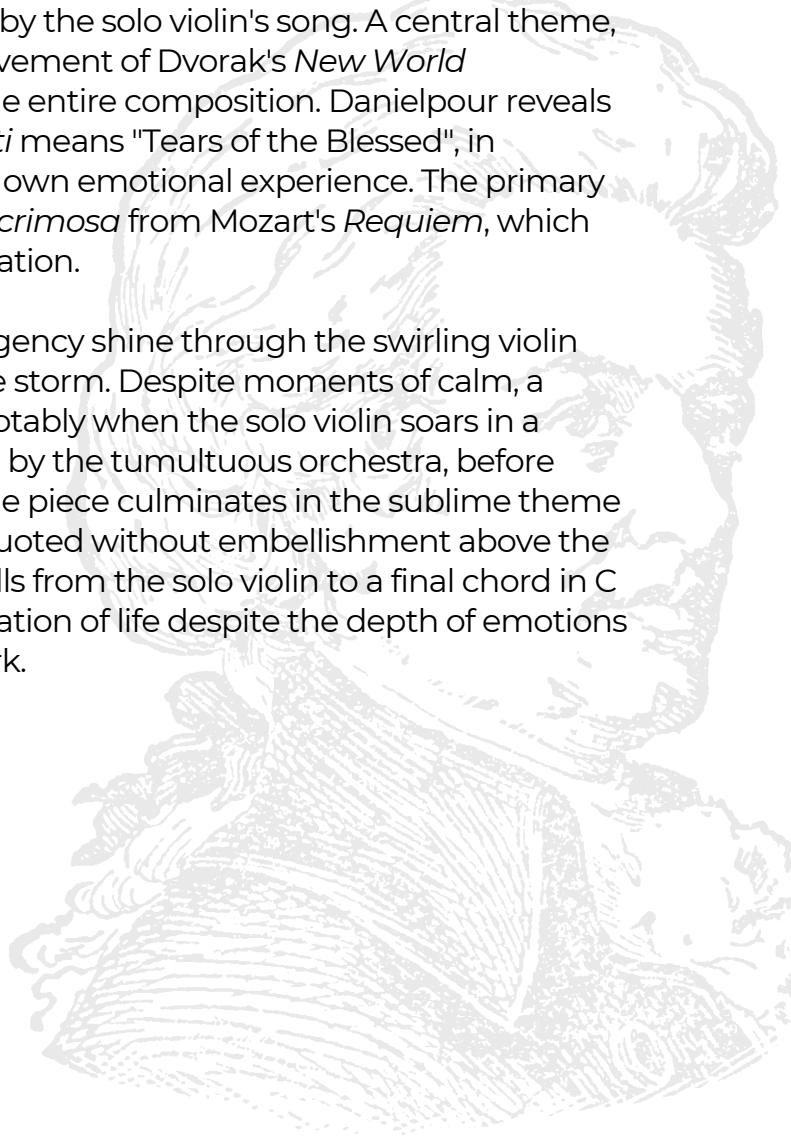 by the solo violin's song. A central theme,
vement of Dvorak's New World
e entire composition. Danielpour reveals
ti means "Tears of the Blessed", in
own emotional experience. The primary
crimosa from Mozart's Requiem, which
ation.
gency shine through the swirling violin
e storm. Despite moments of calm, a
otably when the solo violin soars in a
by the tumultuous orchestra, before
e piece culminates in the sublime theme
uoted without embellishment above the
lls from the solo violin to a final chord in C
ation of life despite the depth of emotions
rk.